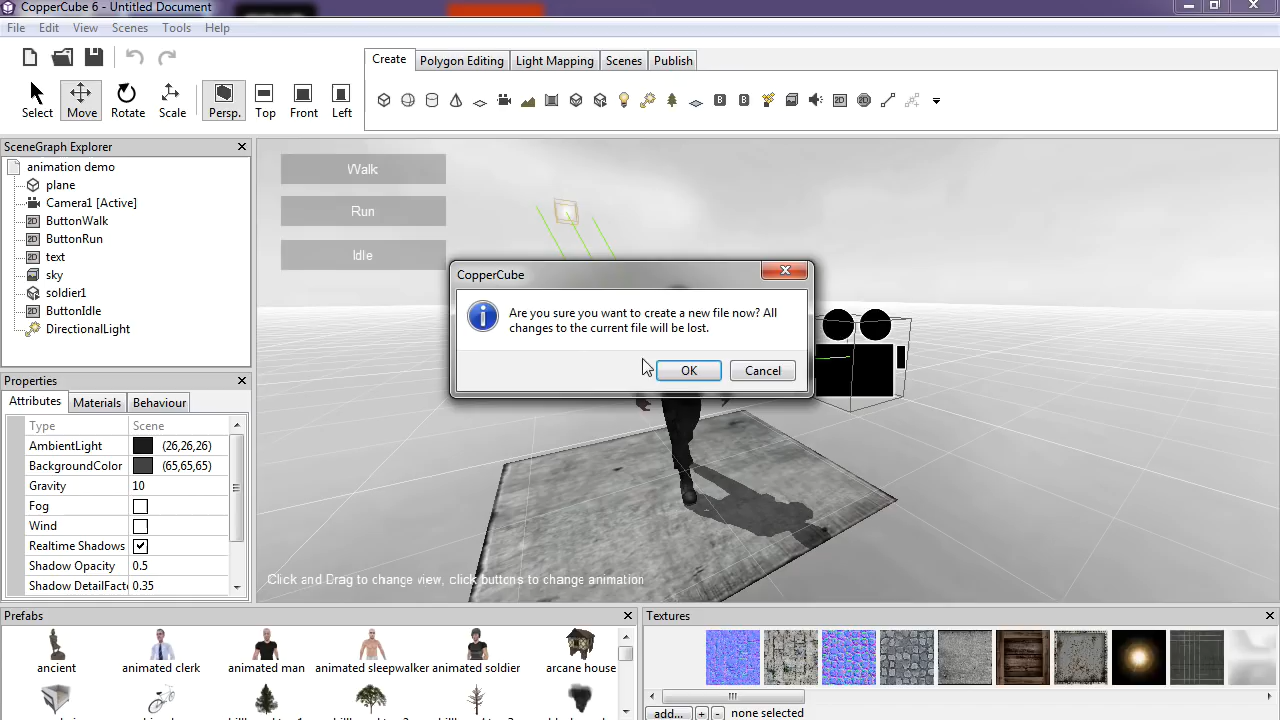 CopperCube 6 - Untitled Document
File Edit View Scenes Tools Help
Create Polygon Editing Light Mapping Scenes Publish
Select Move Rotate Scale Persp. Top Front Left
SceneGraph Explorer
animation demo
plane
Camera1 [Active]
ButtonWalk
ButtonRun
text
sky
soldier1
ButtonIdle
DirectionalLight
Walk
Run
Idle
CopperCube
Are you sure you want to create a new file now? All
changes to the current file will be lost.
OK Cancel
Click and Drag to change view, click buttons to change animation
Properties
Attributes Materials Behaviour
Type Scene
AmbientLight (26,26,26)
BackgroundColor (65,65,65)
Gravity 10
Fog
Wind
Realtime Shadows
Shadow Opacity 0.5
Shadow DetailFact 0.35
Prefabs
ancient animated clerk animated man animated sleepwalker animated soldier arcane house
Textures
add... + - none selected